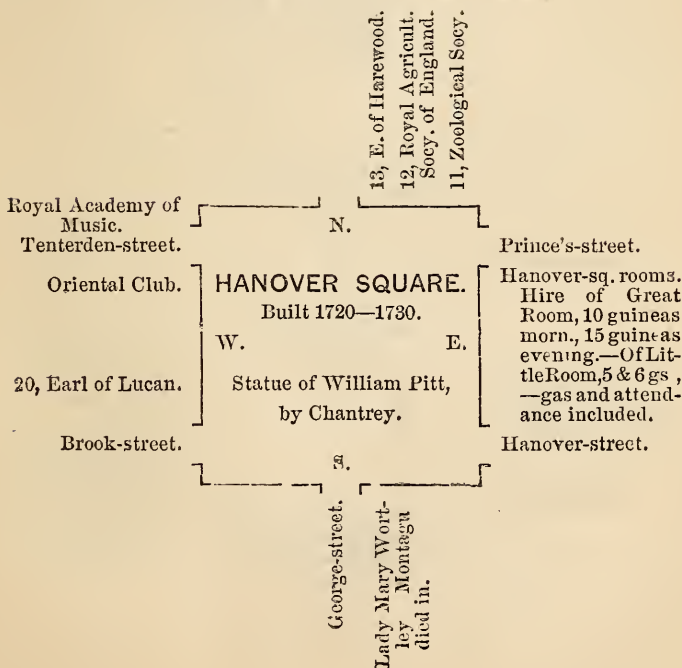 13, E. of Harewood.
12, Royal Agricult.
Socy. of England.
11, Zoological Socy.
Royal Academy of
Music.
Tenterden-street.
N.
Prince's-street.
Oriental Club.
HANOVER SQUARE.
Built 1720—1730.
W.
E.
20, Earl of Lucan.
Statue of William Pitt,
by Chantrey.
Hanover-sq. rooms.
Hire of Great
Room, 10 guineas
morn., 15 guineas
evening.—Of Lit-
tle Room, 5 & 6 gs ,
—gas and attend-
ance included.
Brook-street.
S.
Hanover-street.
George-street.
Lady Mary Wort-
ley Montagu
died in.